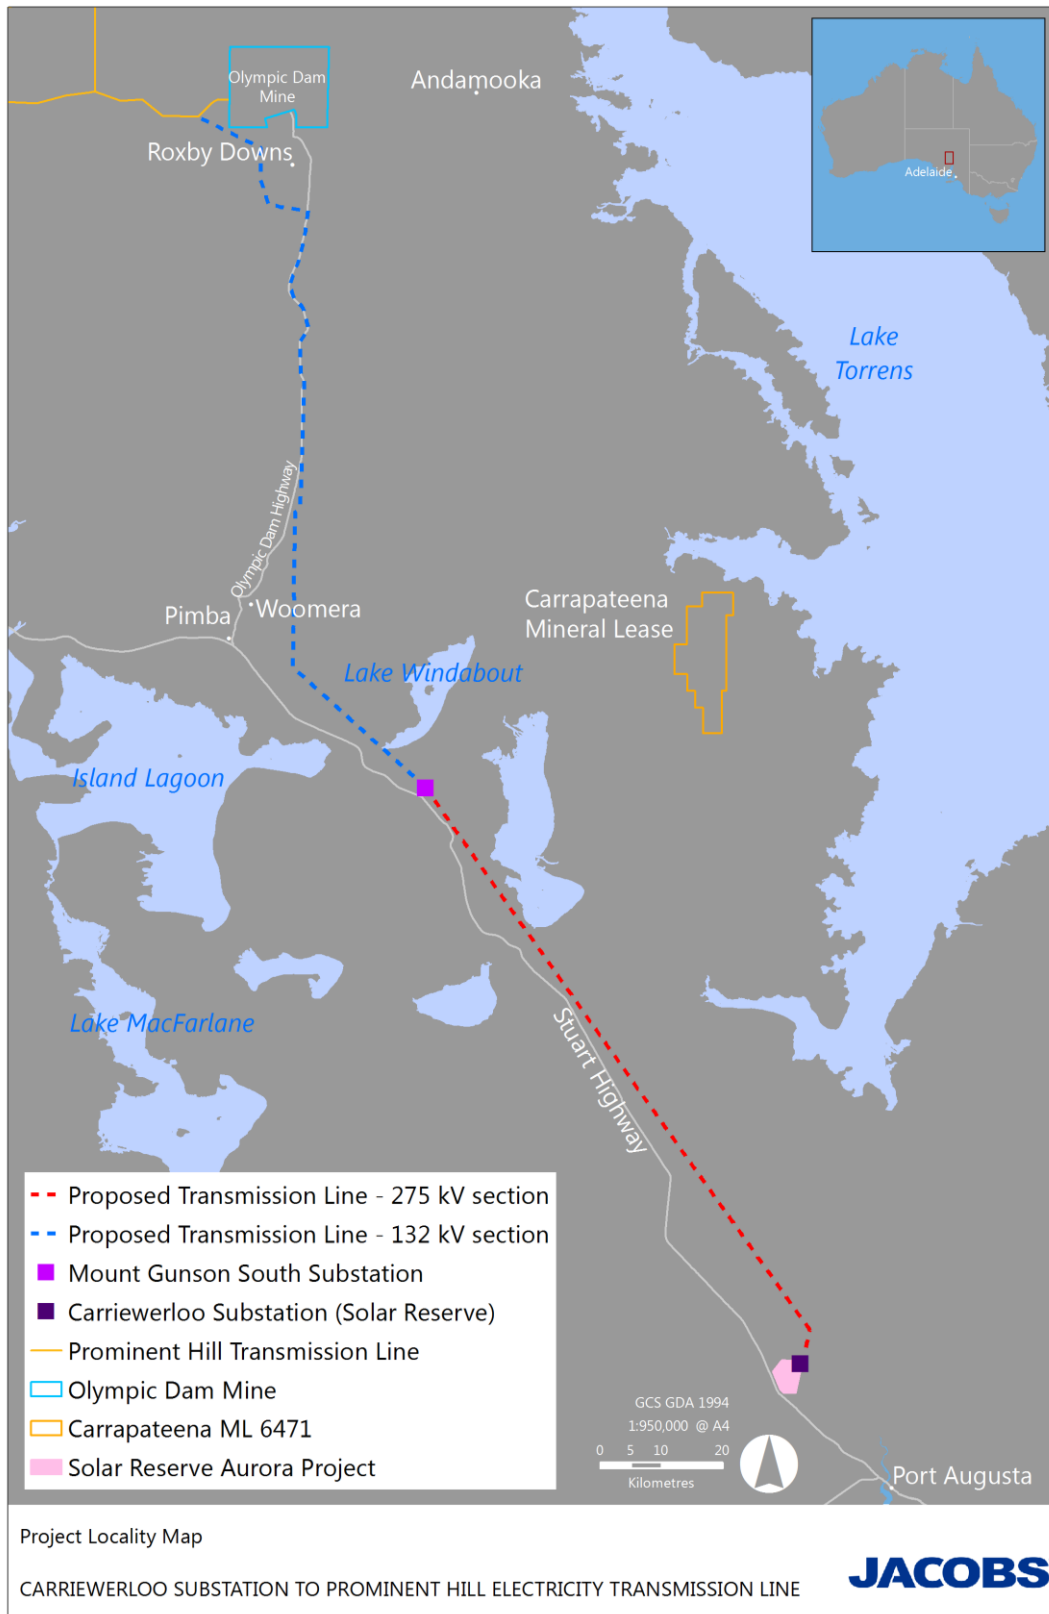 Olympic Dam
Mine
Andamooka
Roxby Downs
Adelaide
Lake
Torrens
Olympic Dam Highway
Pimba
Woomera
Carrapateena
Mineral Lease
Lake Windabout
Island Lagoon
Lake MacFarlane
Stuart Highway
Proposed Transmission Line - 275 kV section
Proposed Transmission Line - 132 kV section
Mount Gunson South Substation
Carriewerloo Substation (Solar Reserve)
Prominent Hill Transmission Line
Olympic Dam Mine
Carrapateena ML 6471
Solar Reserve Aurora Project
GCS GDA 1994
1:950,000 @ A4
0 5 10 20
Kilometres
Port Augusta
Project Locality Map
CARRIEWERLOO SUBSTATION TO PROMINENT HILL ELECTRICITY TRANSMISSION LINE
JACOBS